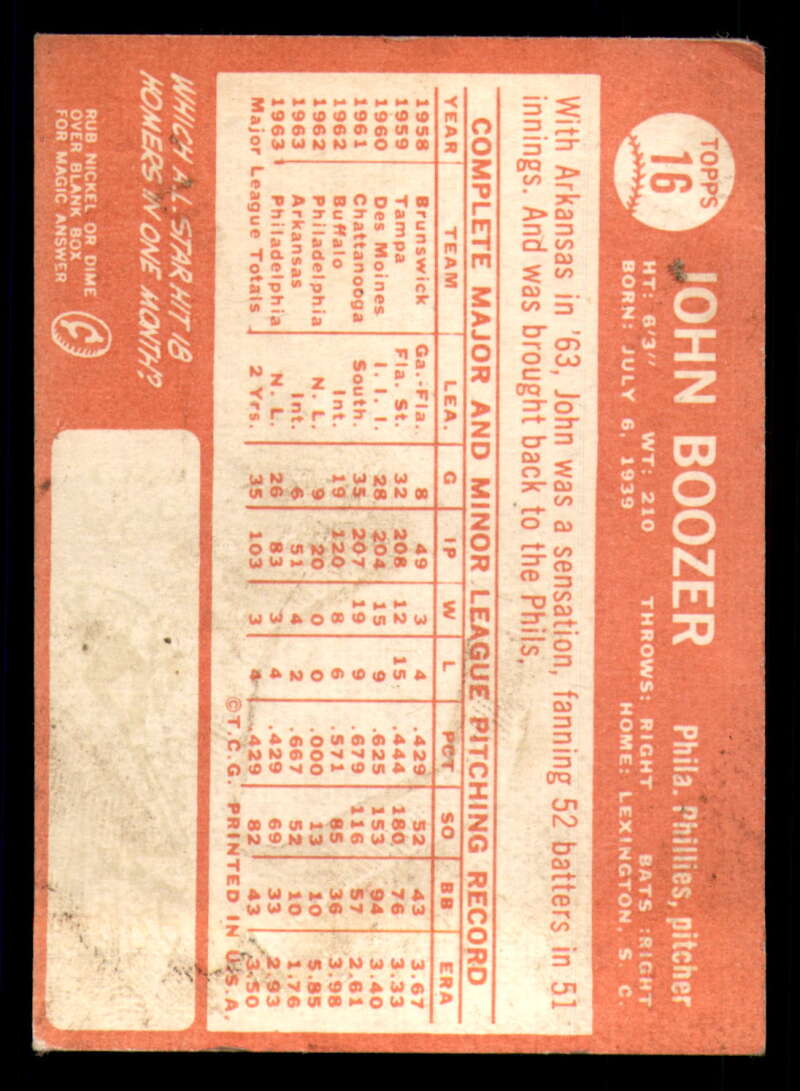 TOPPS
16
JOHN BOOZER
Phila. Phillies, pitcher
HT: 6'3" WT: 210 THROWS: RIGHT BATS :RIGHT
BORN: JULY 6, 1939 HOME: LEXINGTON, S. C.
With Arkansas in '63, John was a sensation, fanning 52 batters in 51
innings. And was brought back to the Phils.
COMPLETE MAJOR AND MINOR LEAGUE PITCHING RECORD
YEAR TEAM LEA. G IP W L PCT SO BB ERA
1958 Brunswick Ga.-Fla. 8 49 3 4 .429 52 43 3.67
1959 Tampa Fla. St. 32 208 12 15 .444 180 76 3.33
1960 Des Moines I. I. I. 28 204 15 9 .625 153 94 3.40
1961 Chattanooga South. 35 207 19 9 .679 116 57 2.61
1962 Buffalo Int. 19 120 8 6 .571 85 36 3.98
1962 Philadelphia N. L. 9 20 0 0 .000 13 10 5.85
1963 Arkansas Int. 6 51 4 2 .667 52 10 1.76
1963 Philadelphia N. L. 26 83 3 4 .429 69 33 2.93
Major League Totals 2 Yrs. 35 103 3 4 .429 82 43 3.50
©T.C.G. PRINTED IN U.S.A.
WHICH A.L STAR HIT 18
HOMERS IN ONE MONTH?
RUB NICKEL OR DIME
OVER BLANK BOX
FOR MAGIC ANSWER